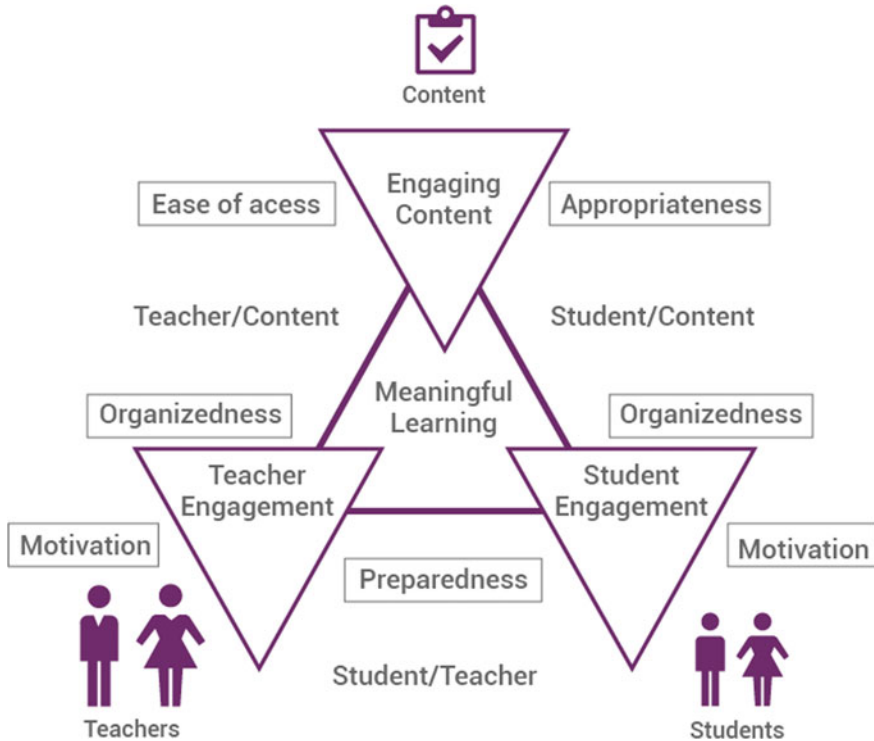 Content
Engaging
Content
Ease of acess
Appropriateness
Teacher/Content
Student/Content
Meaningful
Learning
Organizedness
Organizedness
Teacher
Engagement
Student
Engagement
Motivation
Motivation
Preparedness
Student/Teacher
Teachers
Students